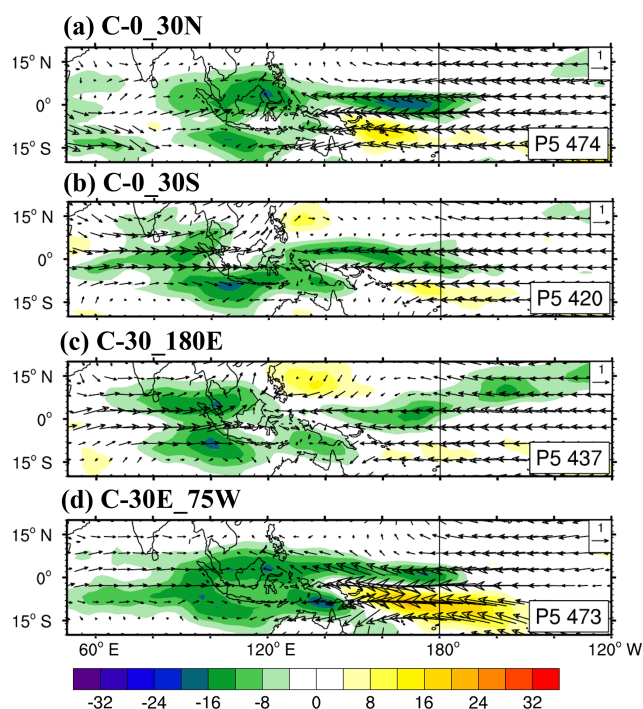 (a) C-0_30N
15° N
0°
15° S
1
P5 474
(b) C-0_30S
15° N
0°
15° S
1
P5 420
(c) C-30_180E
15° N
0°
15° S
1
P5 437
(d) C-30E_75W
15° N
0°
15° S
1
P5 473
60° E 120° E 180° 120° W
-32 -24 -16 -8 0 8 16 24 32